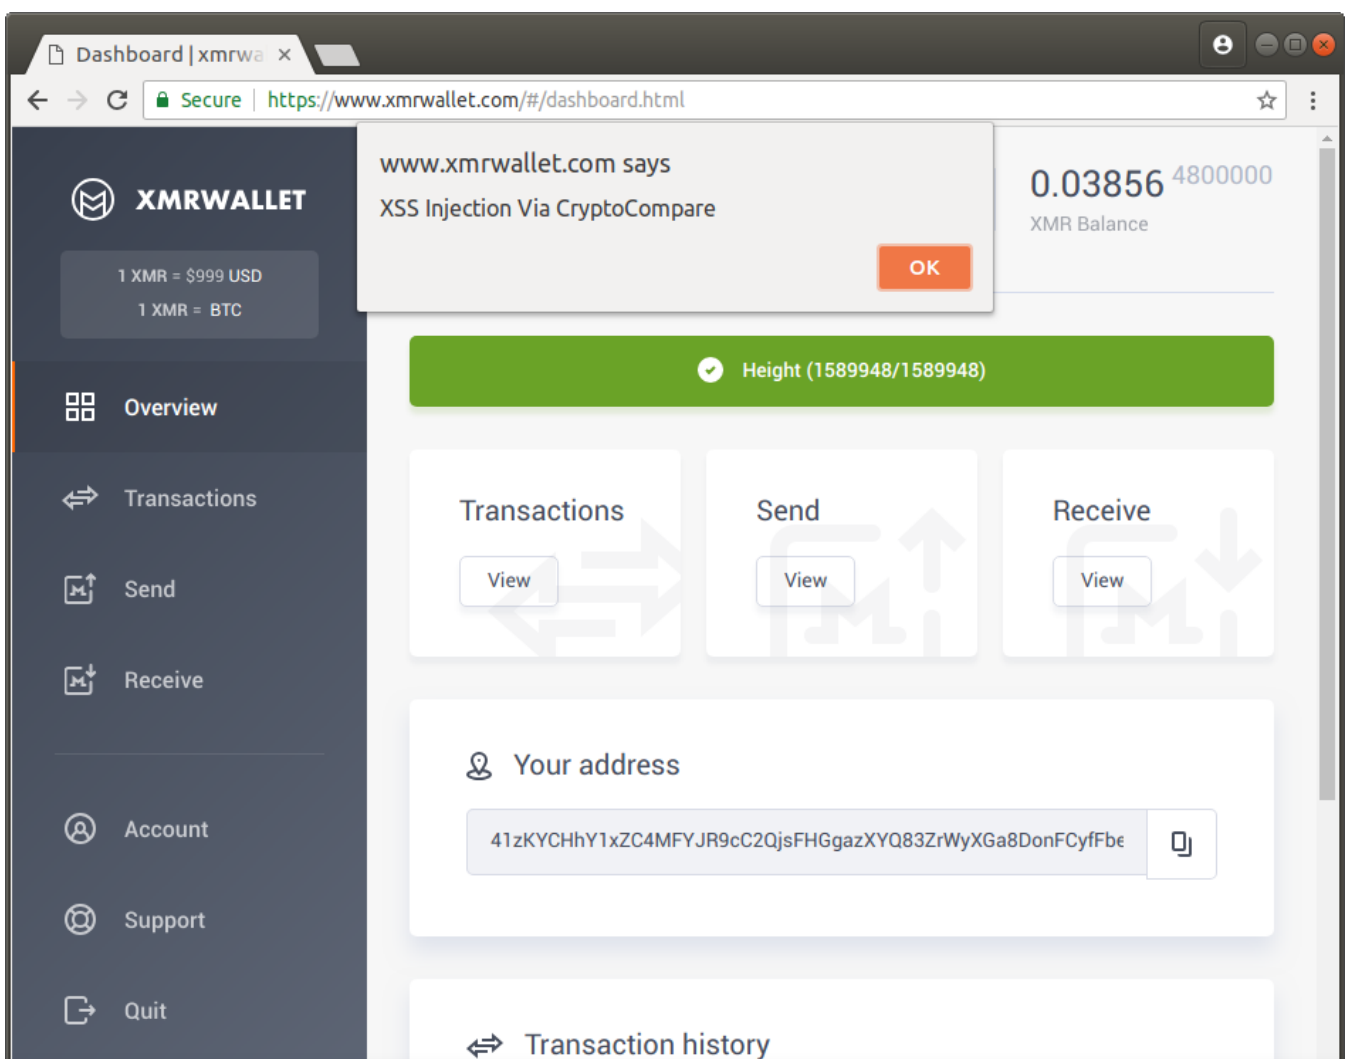 Dashboard | xmrwa
Secure https://www.xmrwallet.com/#/dashboard.html
www.xmrwallet.com says
XSS Injection Via CryptoCompare
OK
XMRWALLET
1 XMR = $999 USD
1 XMR = BTC
0.03856 4800000
XMR Balance
Height (1589948/1589948)
Overview
Transactions
Send
Receive
Account
Support
Quit
Transactions
View
Send
View
Receive
View
Your address
41zKYCHhY1xZC4MFYJR9cC2QjsFHGgazXYQ83ZrWyXGa8DonFCyfFbe
Transaction history